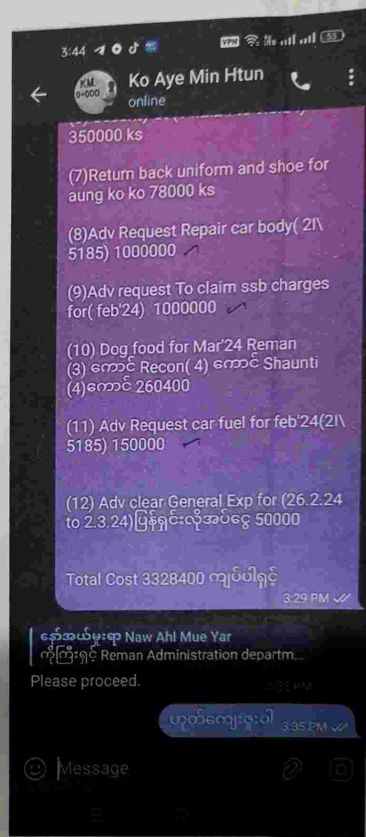 3:44
VPN
53
KM.
0+000
Ko Aye Min Htun
online
350000 ks
(7)Return back uniform and shoe for
aung ko ko 78000 ks
(8)Adv Request Repair car body( 2I\
5185) 1000000
(9)Adv request To claim ssb charges
for( feb'24) 1000000
(10) Dog food for Mar'24 Reman
(3) ကောင် Recon( 4) ကောင် Shaunti
(4)ကောင် 260400
(11) Adv Request car fuel for feb'24(2I\
5185) 150000
(12) Adv clear General Exp for (26.2.24
to 2.3.24)ပြန်ရှင်းလိုအပ်ငွေ 50000
Total Cost 3328400 ကျပ်ပါရှင့်
3:29 PM
နော်အယ်မူးရာ Naw Ahl Mue Yar
ကိုကြီးရှင့် Reman Administration departm...
Please proceed.
3:35 PM
ဟုတ်ကျေးဇူးပါ 3:35 PM
Message